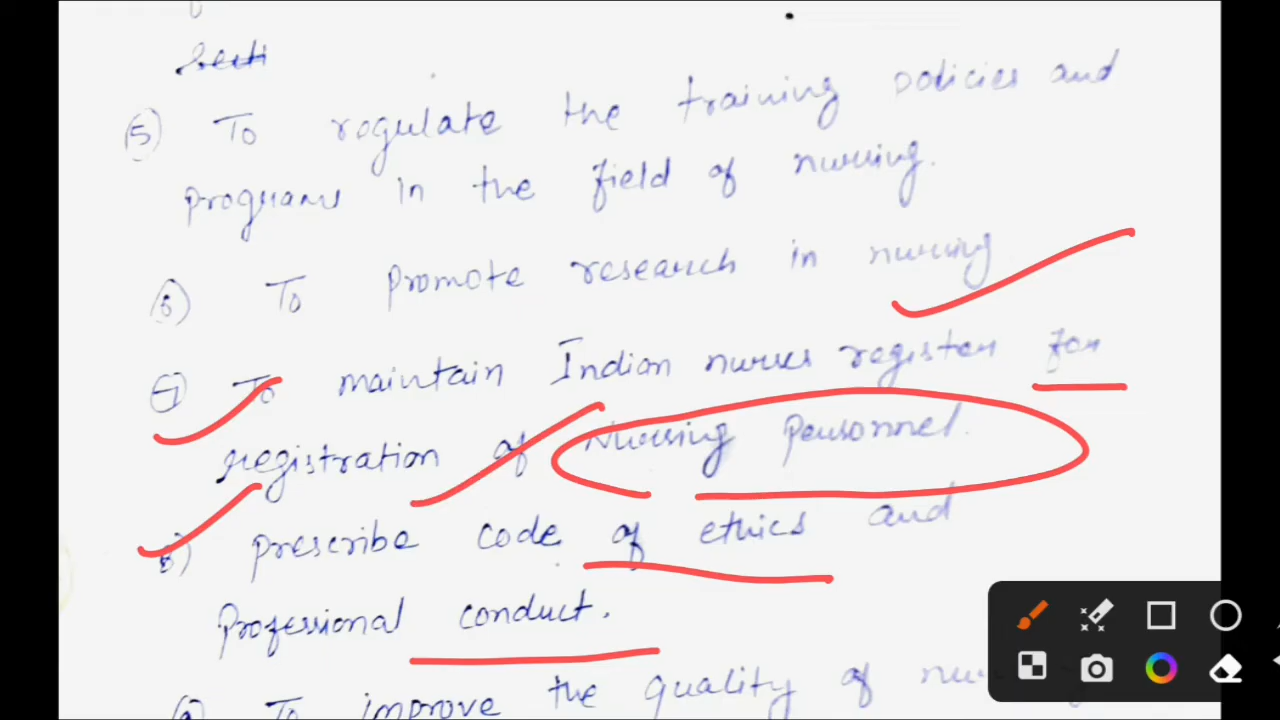 (5) To rogulate the training policies and
programs in the field of nursing.
(6) To promote research in nursing
(7) To maintain Indian nurses register for
registration of Nursing Personnel.
(8) Prescribe code of ethics and
Professional conduct.
(9) To improve the quality of